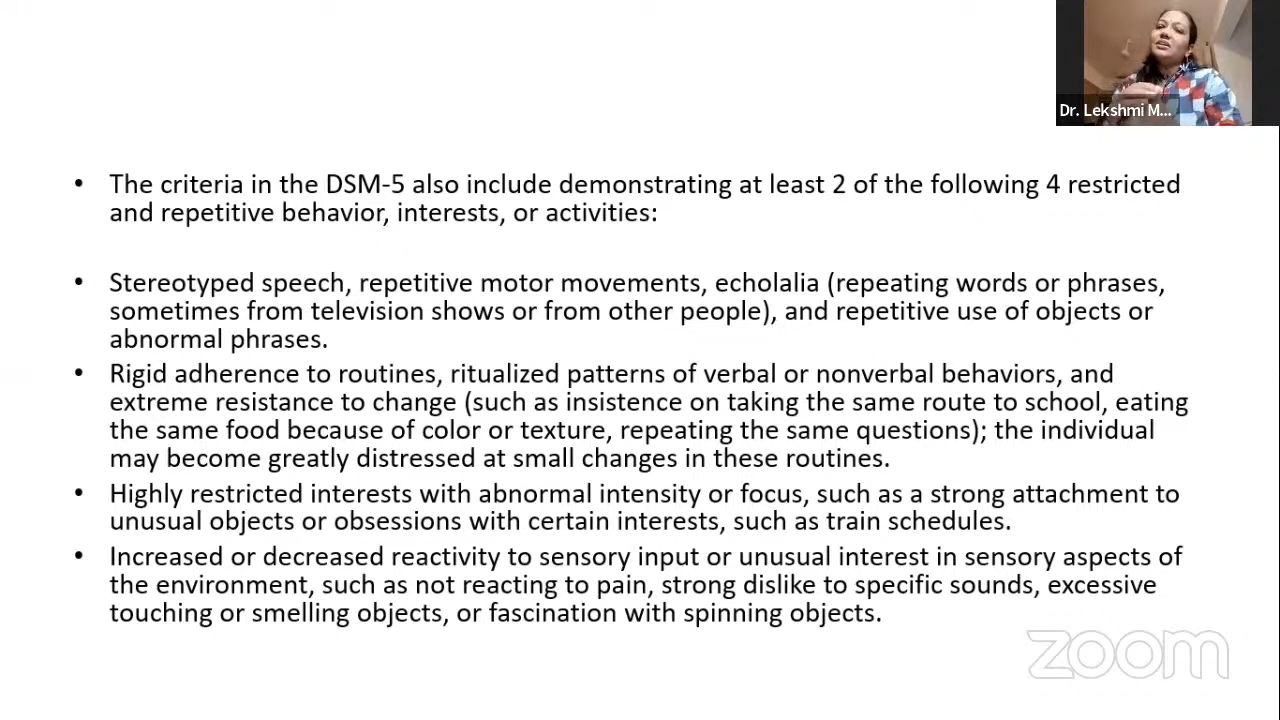 Dr. Lekshmi M...
• The criteria in the DSM-5 also include demonstrating at least 2 of the following 4 restricted
and repetitive behavior, interests, or activities:
• Stereotyped speech, repetitive motor movements, echolalia (repeating words or phrases,
sometimes from television shows or from other people), and repetitive use of objects or
abnormal phrases.
• Rigid adherence to routines, ritualized patterns of verbal or nonverbal behaviors, and
extreme resistance to change (such as insistence on taking the same route to school, eating
the same food because of color or texture, repeating the same questions); the individual
may become greatly distressed at small changes in these routines.
• Highly restricted interests with abnormal intensity or focus, such as a strong attachment to
unusual objects or obsessions with certain interests, such as train schedules.
• Increased or decreased reactivity to sensory input or unusual interest in sensory aspects of
the environment, such as not reacting to pain, strong dislike to specific sounds, excessive
touching or smelling objects, or fascination with spinning objects.
zoom